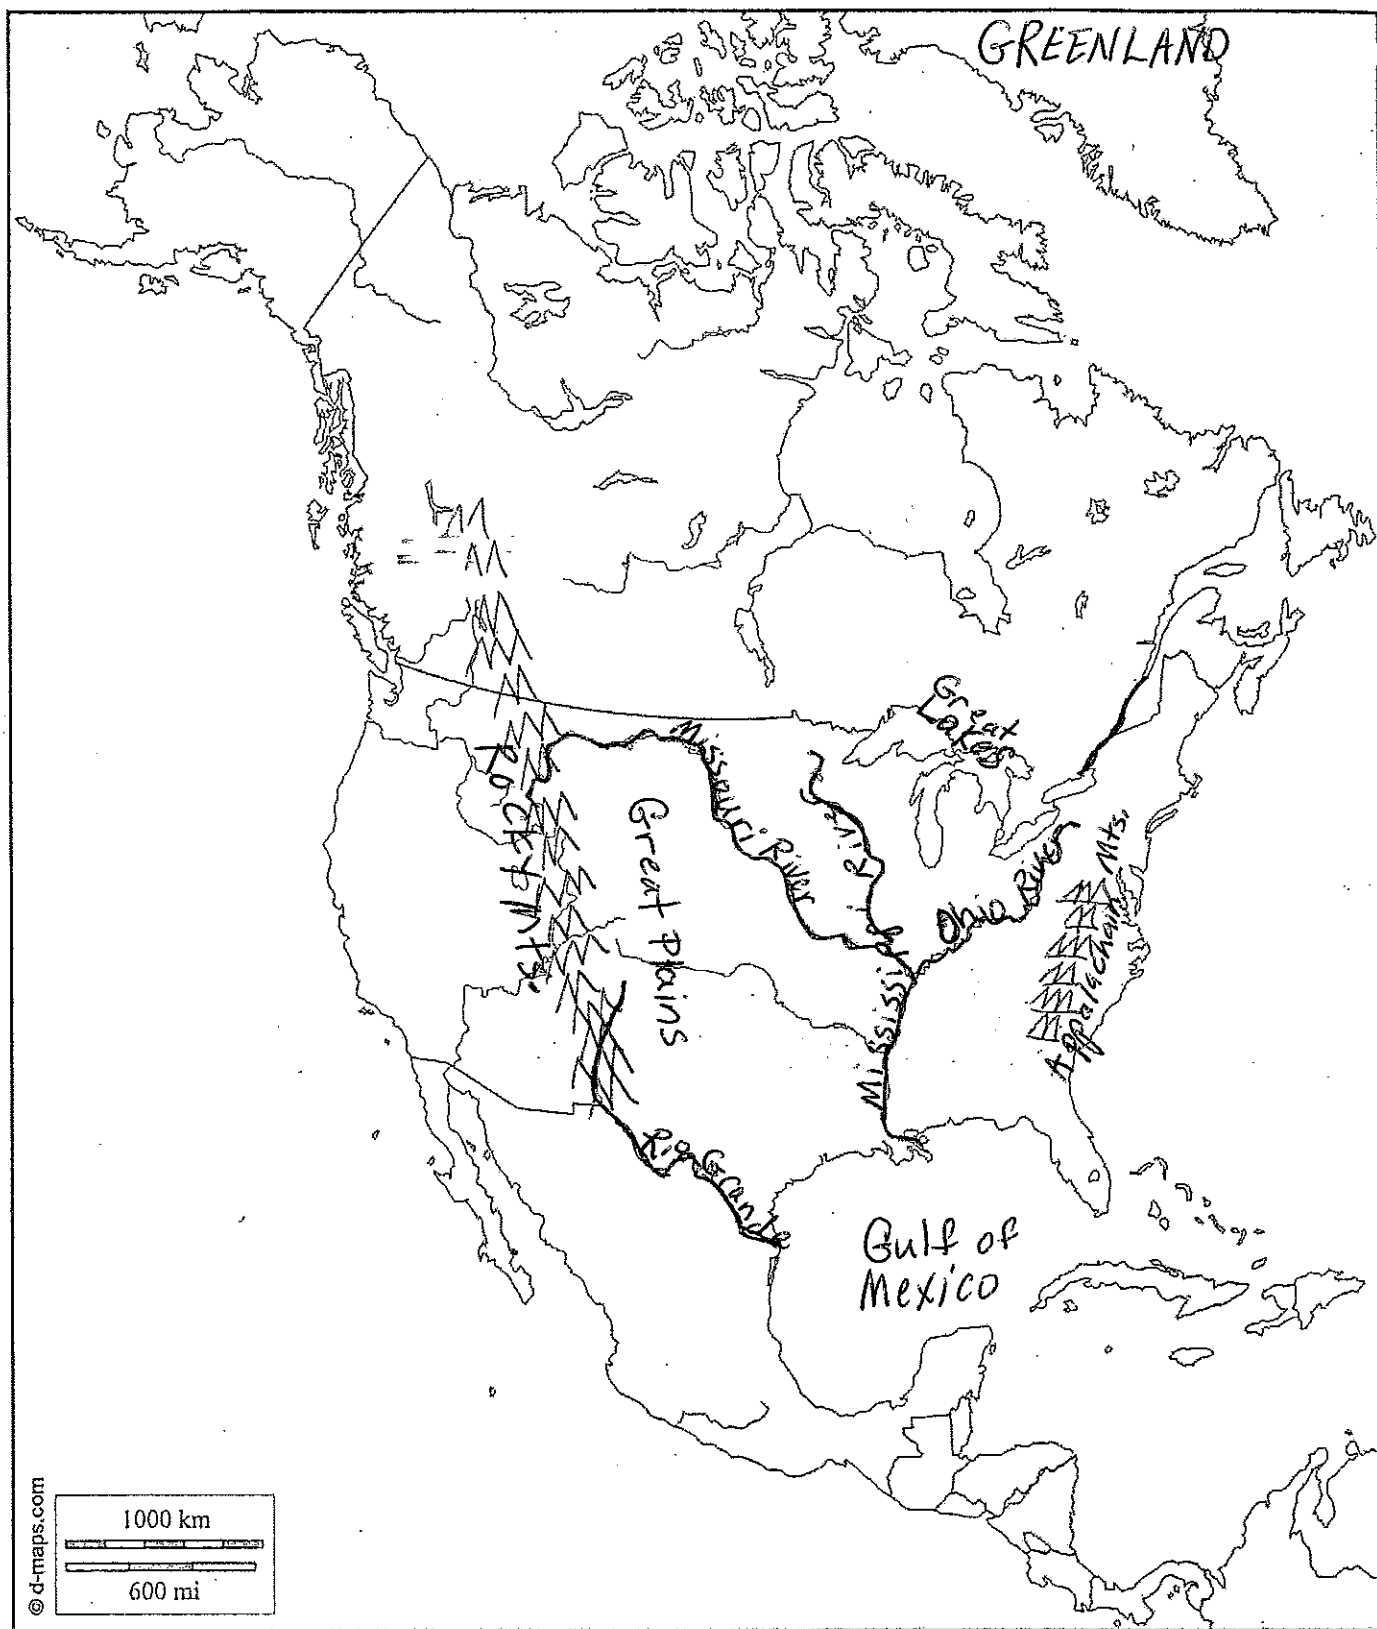 GREENLAND
Great
Lakes
Missouri River
Rocky Mts.
Great Plains
Mississippi River
Ohio River
Appalachain Mts.
Rio Grande
Gulf of
Mexico
1000 km
600 mi
© d-maps.com